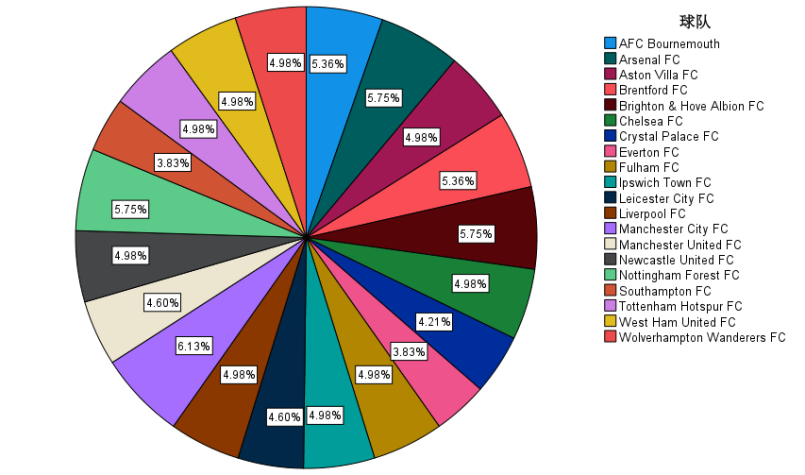 球队
AFC Bournemouth
Arsenal FC
Aston Villa FC
Brentford FC
Brighton & Hove Albion FC
Chelsea FC
Crystal Palace FC
Everton FC
Fulham FC
Ipswich Town FC
Leicester City FC
Liverpool FC
Manchester City FC
Manchester United FC
Newcastle United FC
Nottingham Forest FC
Southampton FC
Tottenham Hotspur FC
West Ham United FC
Wolverhampton Wanderers FC
5.36%
5.75%
4.98%
5.36%
5.75%
4.98%
4.21%
3.83%
4.98%
4.98%
4.60%
4.98%
6.13%
4.60%
4.98%
5.75%
3.83%
4.98%
4.98%
4.98%